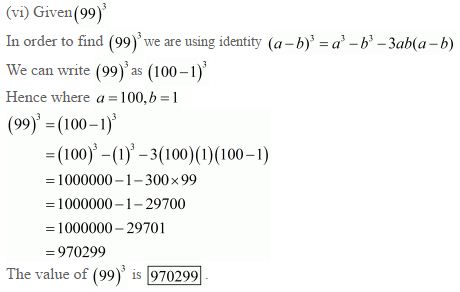 (vi) Given (99)³
In order to find (99)³ we are using identity (a−b)³ = a³ −b³ −3ab(a−b)
We can write (99)³ as (100−1)³
Hence where a=100,b=1
(99)³ =(100−1)³
=(100)³ −(1)³ −3(100)(1)(100−1)
=1000000−1−300×99
=1000000−1−29700
=1000000−29701
=970299
The value of (99)³ is 970299 .